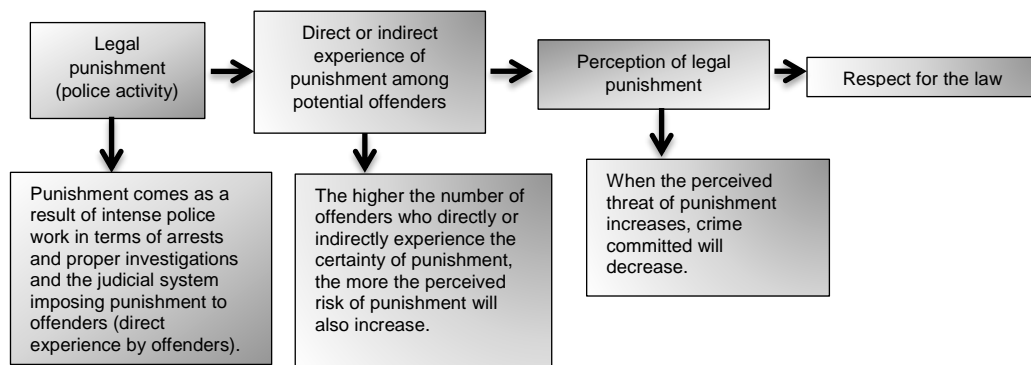 Legal
punishment
(police activity)
Direct or indirect
experience of
punishment among
potential offenders
Perception of legal
punishment
Respect for the law
Punishment comes as a
result of intense police
work in terms of arrests
and proper investigations
and the judicial system
imposing punishment to
offenders (direct
experience by offenders).
The higher the number of
offenders who directly or
indirectly experience the
certainty of punishment,
the more the perceived
risk of punishment will
also increase.
When the perceived
threat of punishment
increases, crime
committed will
decrease.